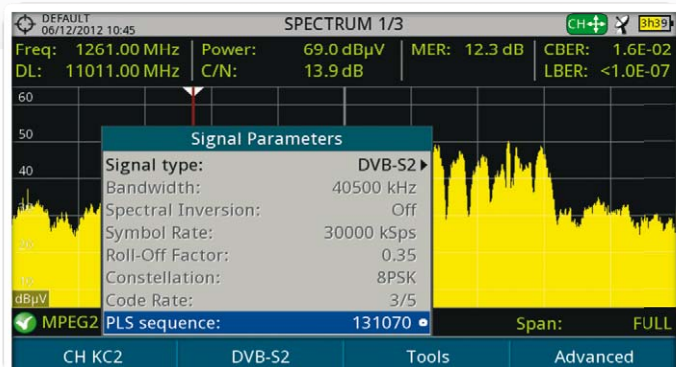 DEFAULT
06/12/2012 10:45
SPECTRUM 1/3
CH
3h39
Freq: 1261.00 MHz
Power: 69.0 dBµV
MER: 12.3 dB
CBER: 1.6E-02
DL: 11011.00 MHz
C/N: 13.9 dB
LBER: <1.0E-07
60
50
40
dBµV
Signal Parameters
Signal type: DVB-S2
Bandwidth: 40500 kHz
Spectral Inversion: Off
Symbol Rate: 30000 kSps
Roll-Off Factor: 0.35
Constellation: 8PSK
Code Rate: 3/5
PLS sequence: 131070
MPEG2
Span: FULL
CH KC2
DVB-S2
Tools
Advanced